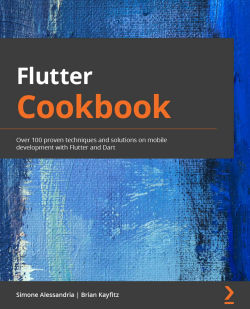 Flutter
Cookbook
Over 100 proven techniques and solutions on mobile
development with Flutter and Dart
Simone Alessandria | Brian Kayfitz